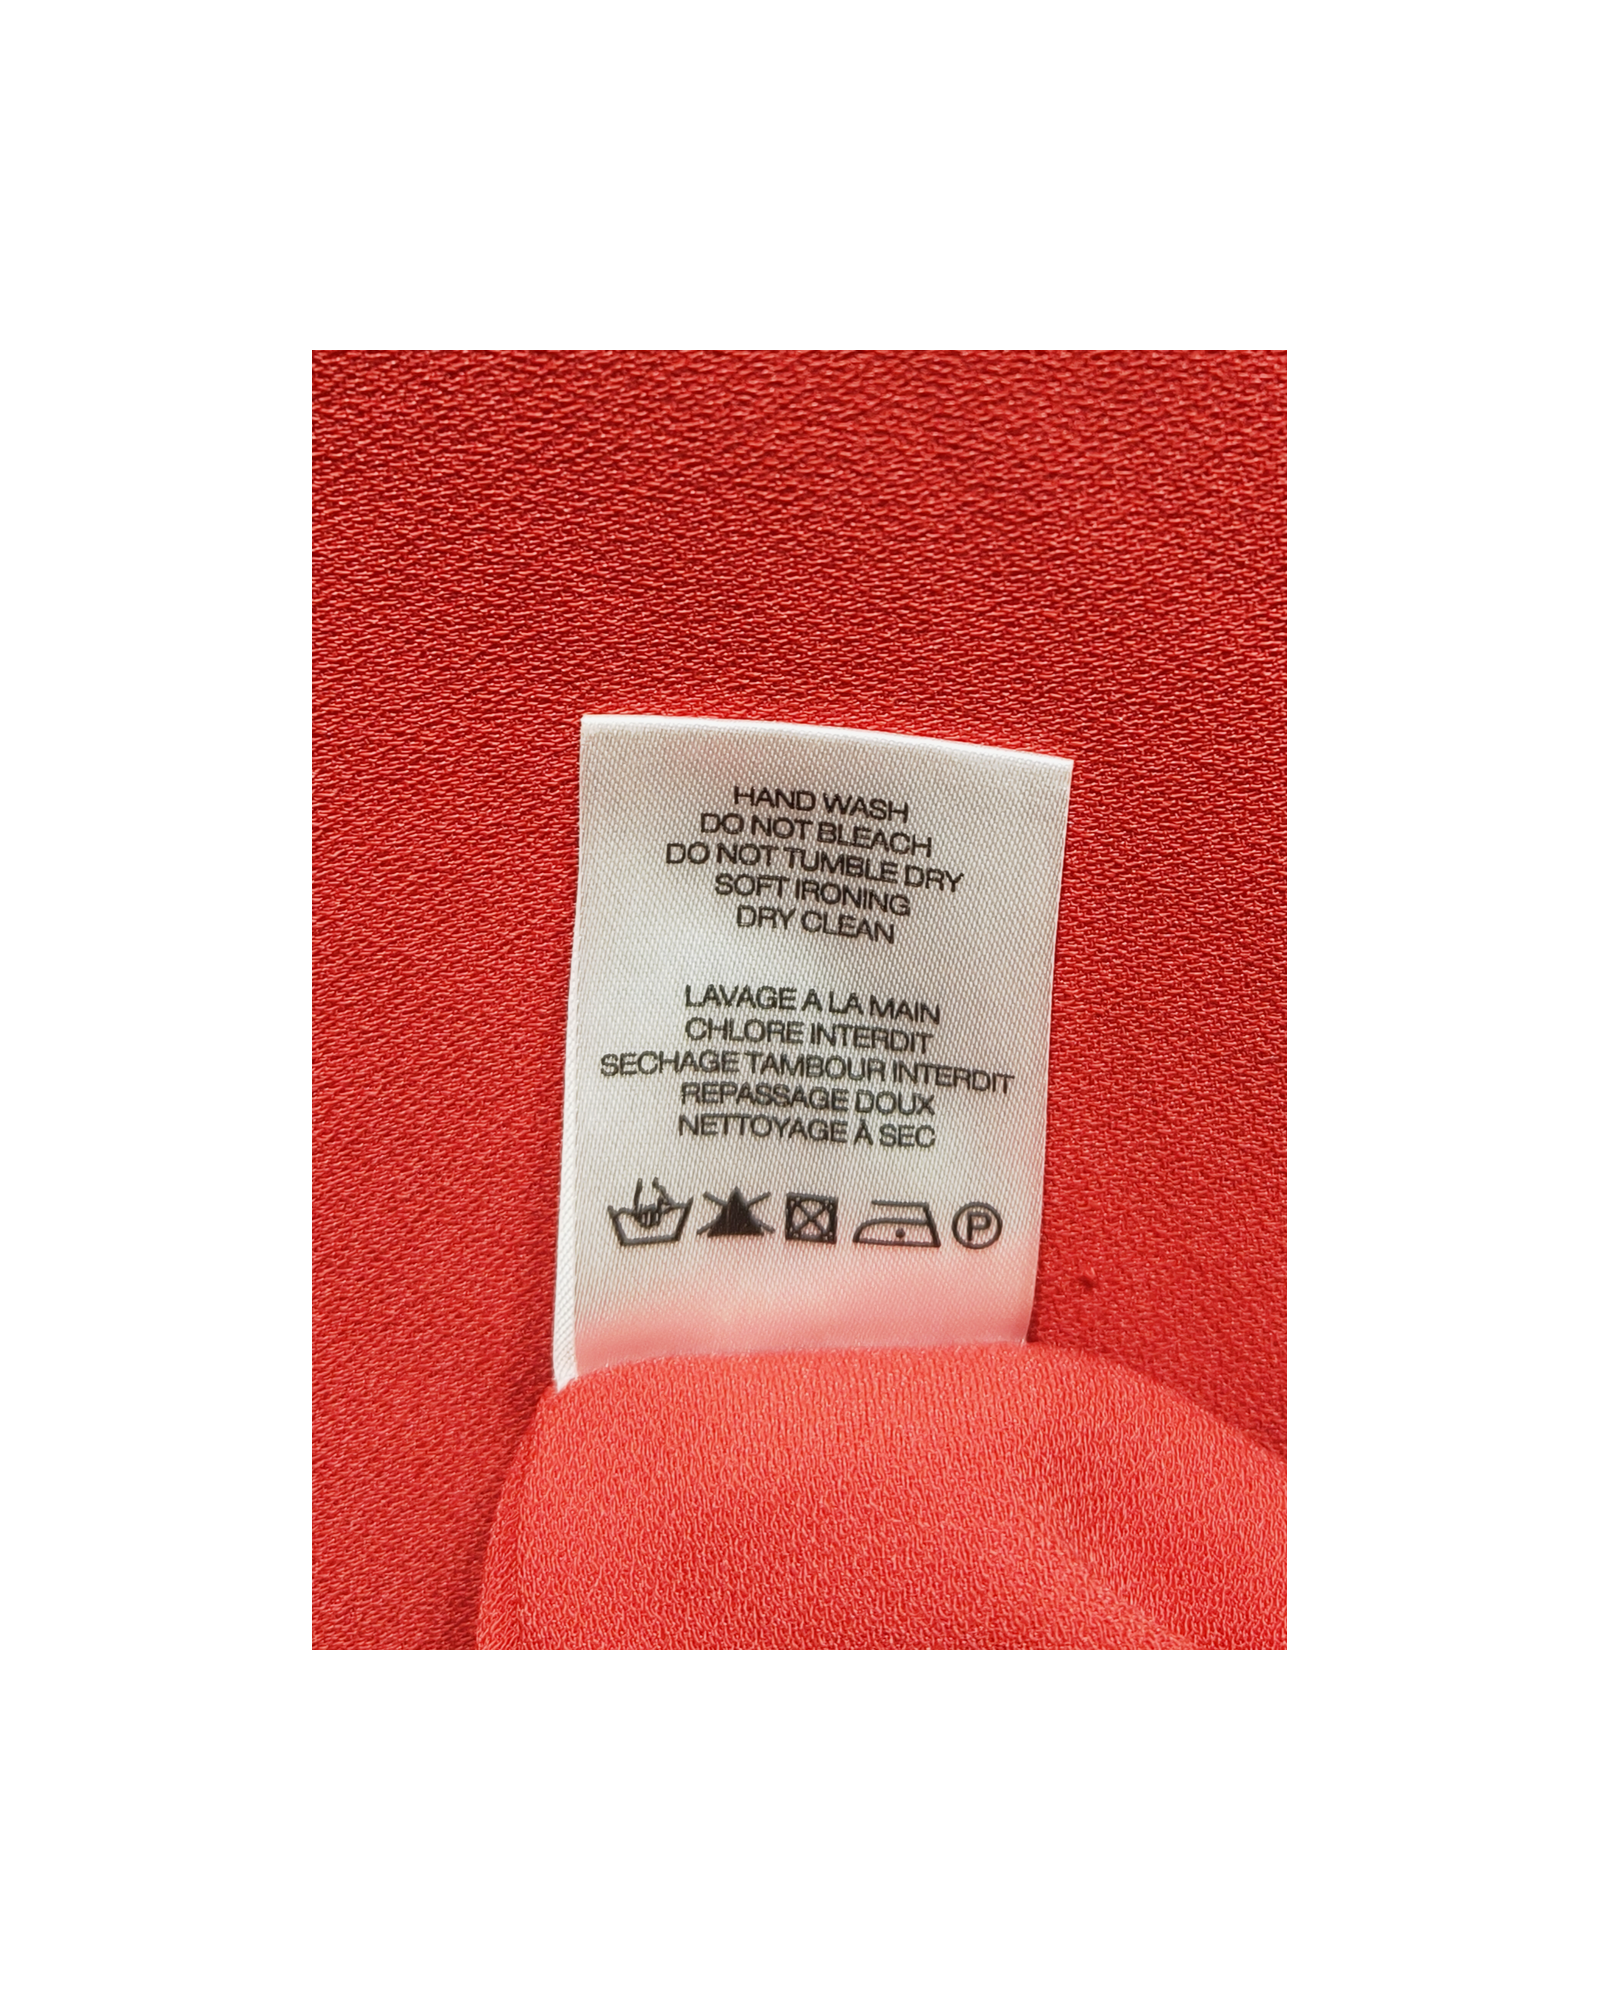 HAND WASH
DO NOT BLEACH
DO NOT TUMBLE DRY
SOFT IRONING
DRY CLEAN
LAVAGE A LA MAIN
CHLORE INTERDIT
SECHAGE TAMBOUR INTERDIT
REPASSAGE DOUX
NETTOYAGE À SEC
P